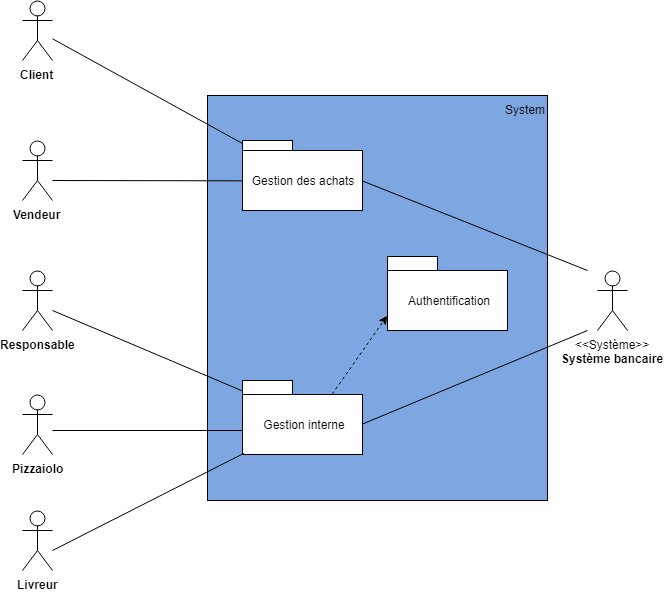 Client
System
Gestion des achats
Vendeur
Authentification
Responsable
<<Système>>
Système bancaire
Gestion interne
Pizzaiolo
Livreur